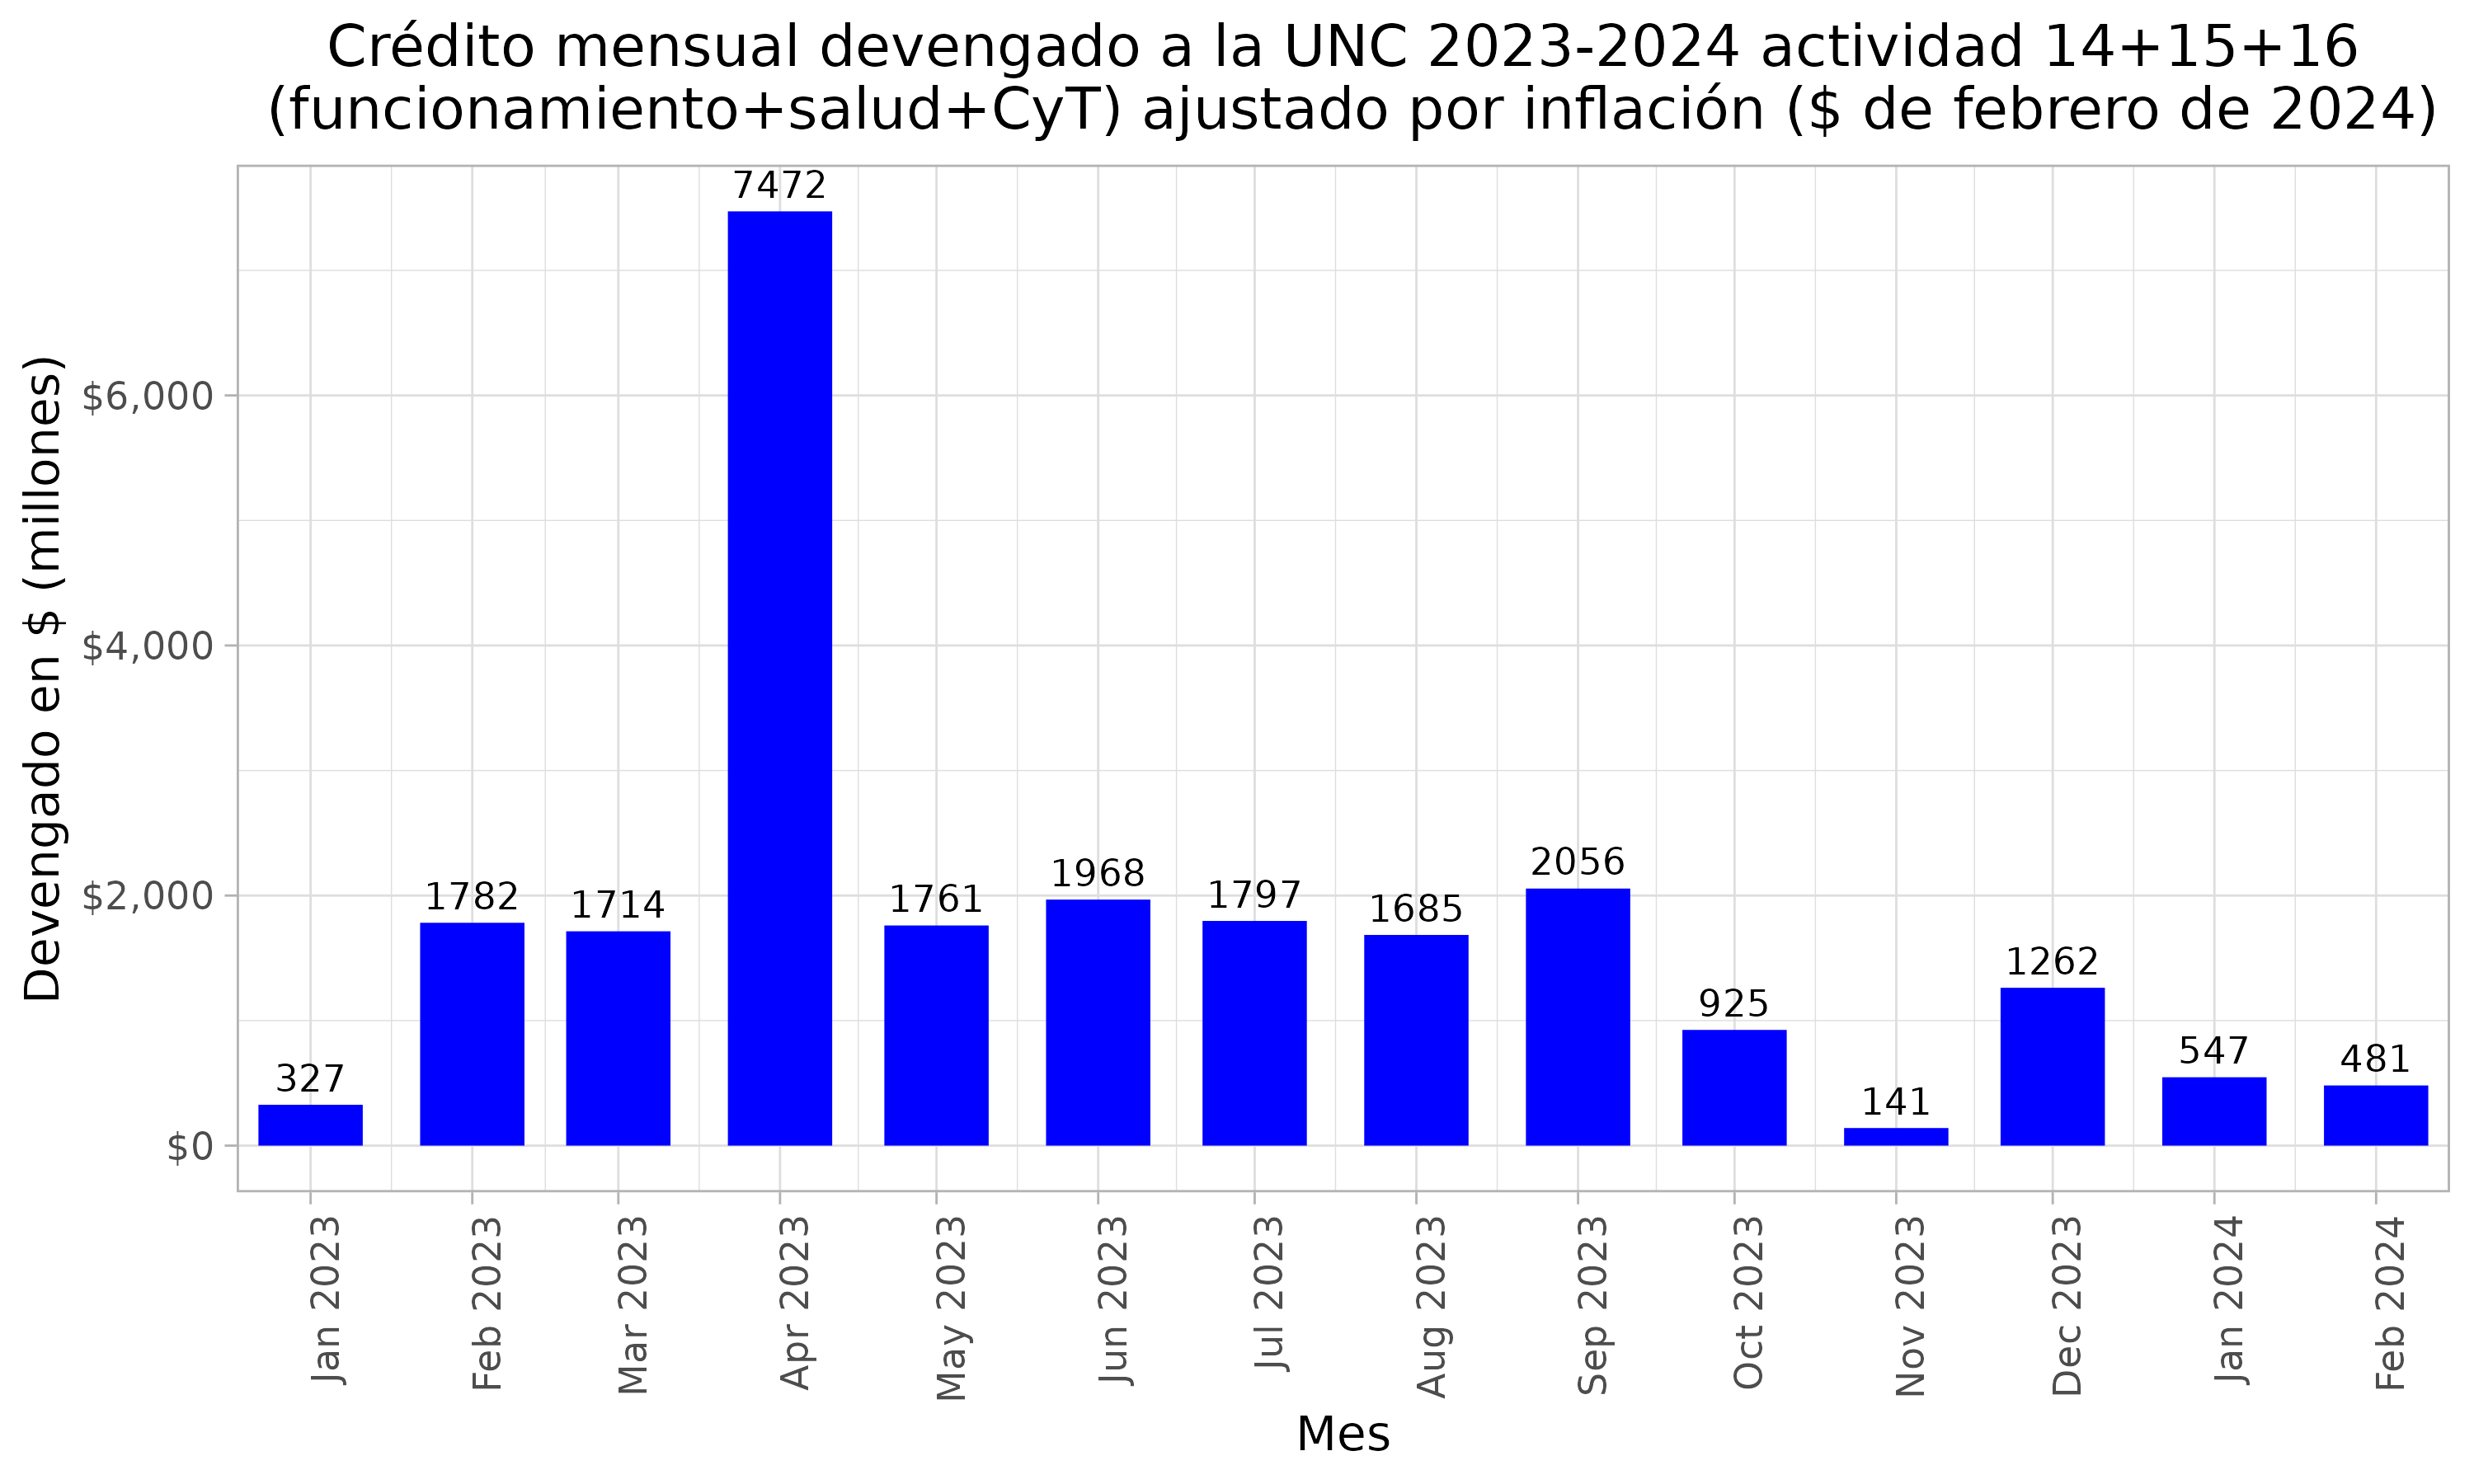 Crédito mensual devengado a la UNC 2023-2024 actividad 14+15+16
(funcionamiento+salud+CyT) ajustado por inflación ($ de febrero de 2024)
Devengado en $ (millones)
$6,000
$4,000
$2,000
$0
327
1782
1714
7472
1761
1968
1797
1685
2056
925
141
1262
547
481
Jan 2023
Feb 2023
Mar 2023
Apr 2023
May 2023
Jun 2023
Jul 2023
Aug 2023
Sep 2023
Oct 2023
Nov 2023
Dec 2023
Jan 2024
Feb 2024
Mes